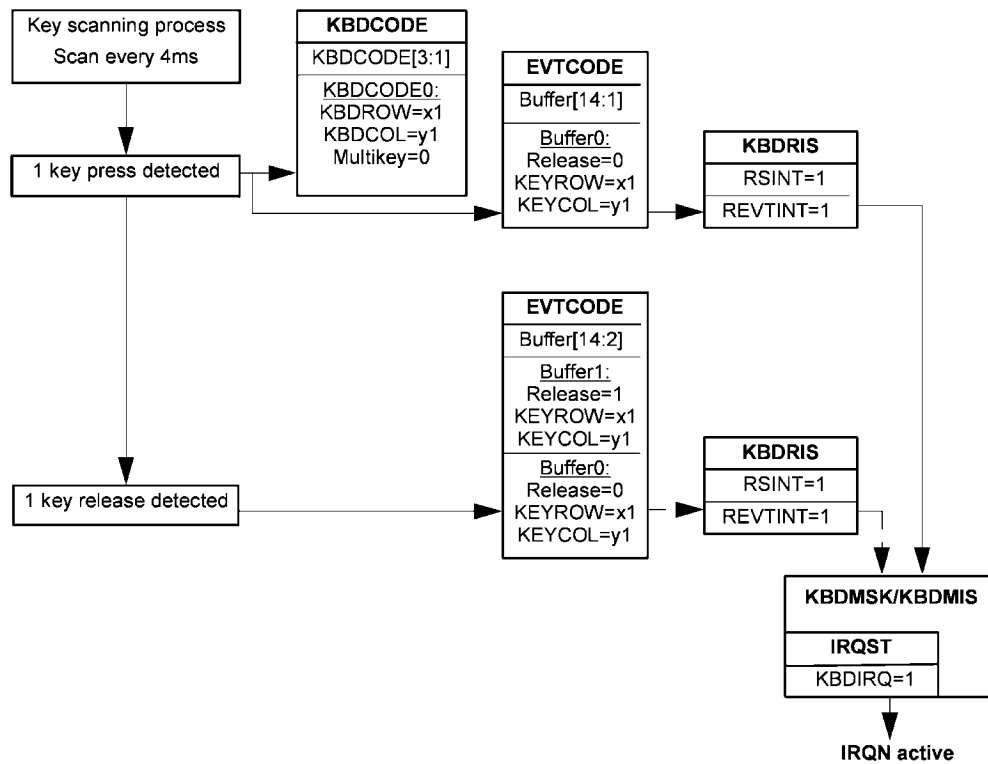 Key scanning process
Scan every 4ms
1 key press detected
KBDCODE
KBDCODE[3:1]
KBDCODE0:
KBDROW=x1
KBDCOL=y1
Multikey=0
EVTCODE
Buffer[14:1]
Buffer0:
Release=0
KEYROW=x1
KEYCOL=y1
KBDRIS
RSINT=1
REVTINT=1
1 key release detected
EVTCODE
Buffer[14:2]
Buffer1:
Release=1
KEYROW=x1
KEYCOL=y1
Buffer0:
Release=0
KEYROW=x1
KEYCOL=y1
KBDRIS
RSINT=1
REVTINT=1
KBDMSK/KBDMIS
IRQST
KBDIRQ=1
IRQN active